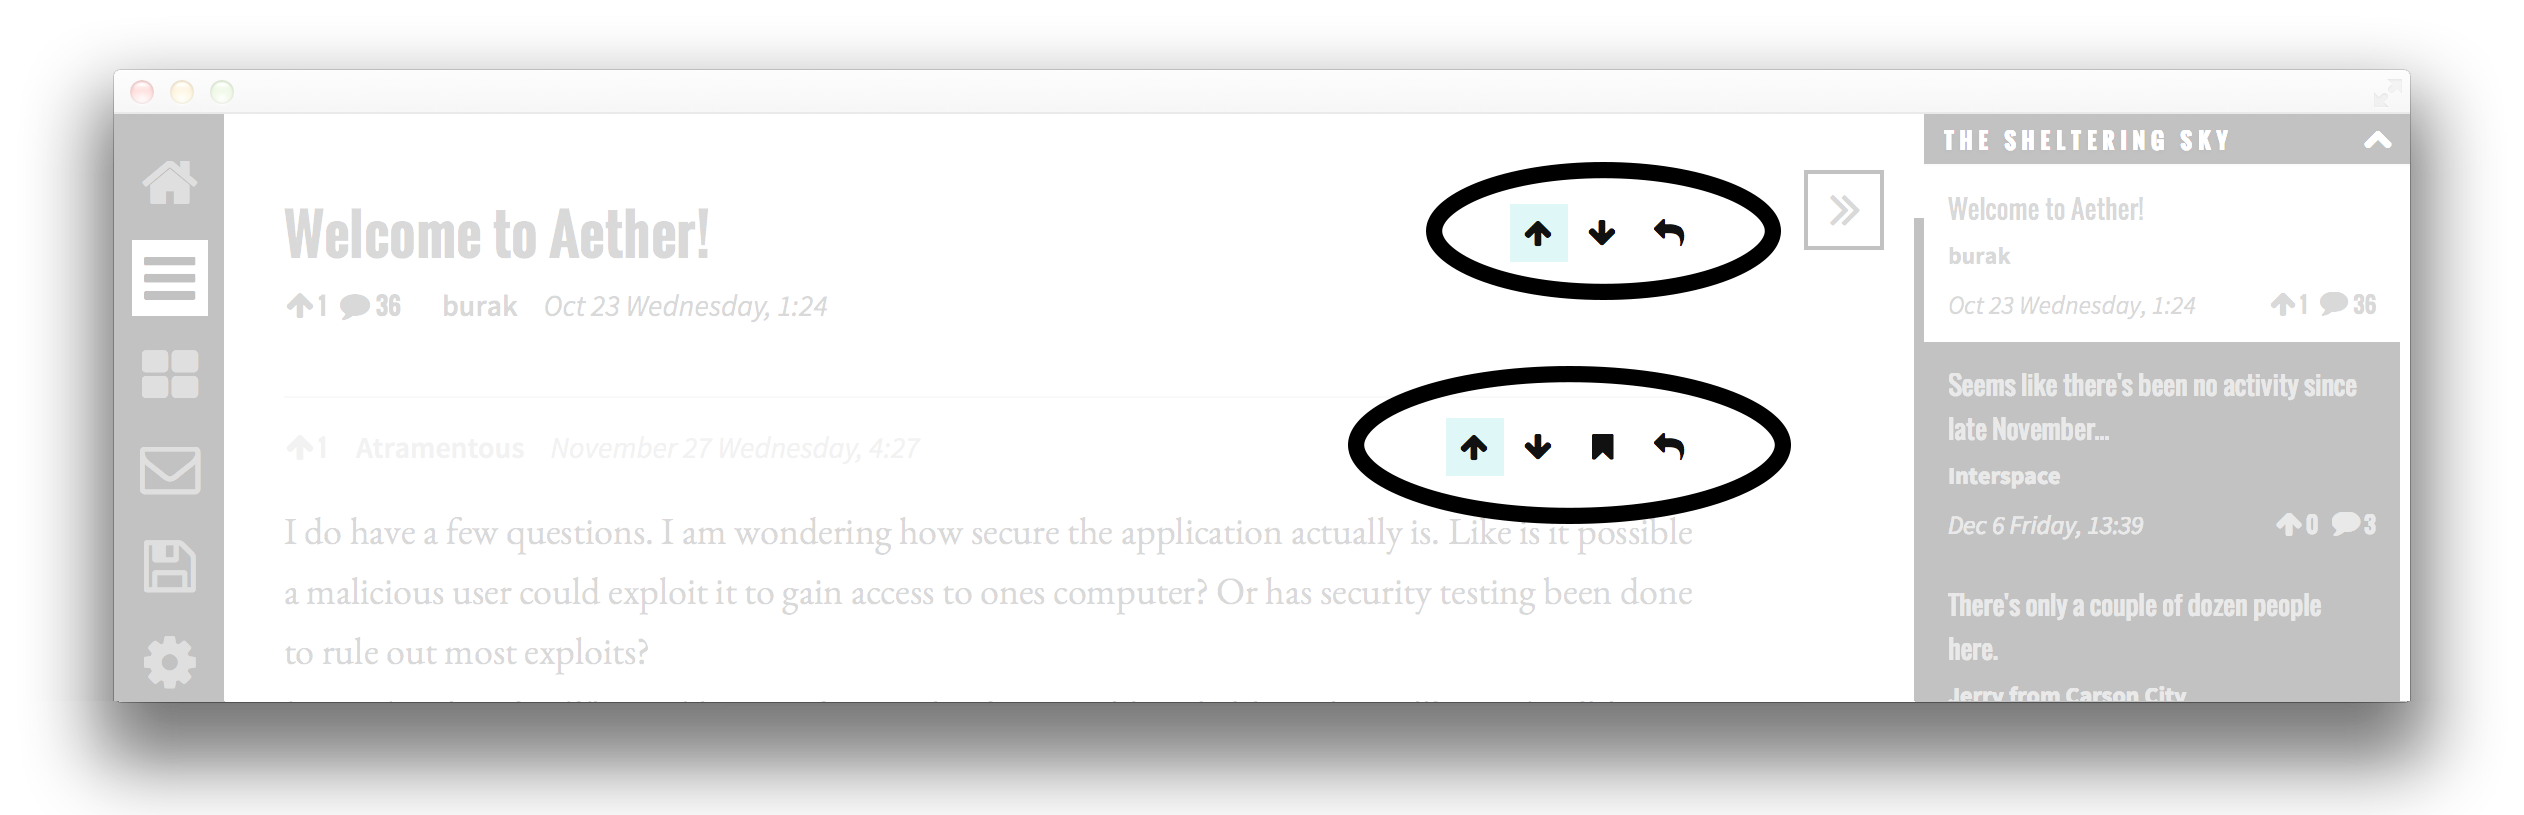 THE SHELTERING SKY
Welcome to Aether!
1 36 burak Oct 23 Wednesday, 1:24
1 Atramentous November 27 Wednesday, 4:27
I do have a few questions. I am wondering how secure the application actually is. Like is it possible
a malicious user could exploit it to gain access to ones computer? Or has security testing been done
to rule out most exploits?
Welcome to Aether!
burak
Oct 23 Wednesday, 1:24 1 36
Seems like there's been no activity since
late November...
Interspace
Dec 6 Friday, 13:39 0 3
There's only a couple of dozen people
here.
Jerry from Carson City